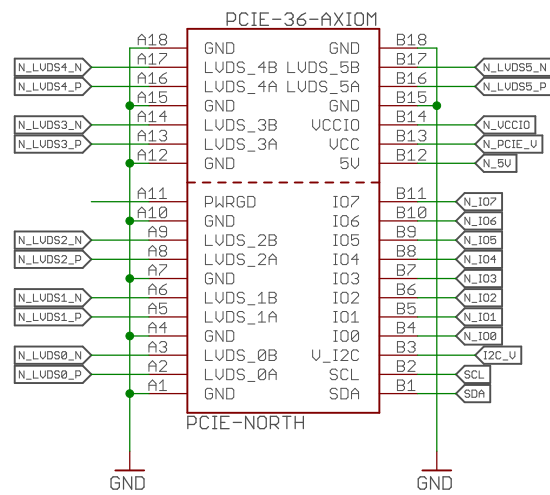 PCIE-36-AXIOM
A18 GND GND B18
N_LVDS4_N A17 LVDS_4B LVDS_5B B17 N_LVDS5_N
N_LVDS4_P A16 LVDS_4A LVDS_5A B16 N_LVDS5_P
A15 GND GND B15
N_LVDS3_N A14 LVDS_3B VCCIO B14 N_VCCIO
N_LVDS3_P A13 LVDS_3A VCC B13 N_PCIE_V
A12 GND 5V B12 N_5V
A11 PWRGD IO7 B11 N_IO7
A10 GND IO6 B10 N_IO6
N_LVDS2_N A9 LVDS_2B IO5 B9 N_IO5
N_LVDS2_P A8 LVDS_2A IO4 B8 N_IO4
A7 GND IO3 B7 N_IO3
N_LVDS1_N A6 LVDS_1B IO2 B6 N_IO2
N_LVDS1_P A5 LVDS_1A IO1 B5 N_IO1
A4 GND IO0 B4 N_IO0
N_LVDS0_N A3 LVDS_0B V_I2C B3 I2C_V
N_LVDS0_P A2 LVDS_0A SCL B2 SCL
A1 GND SDA B1 SDA
PCIE-NORTH
GND GND